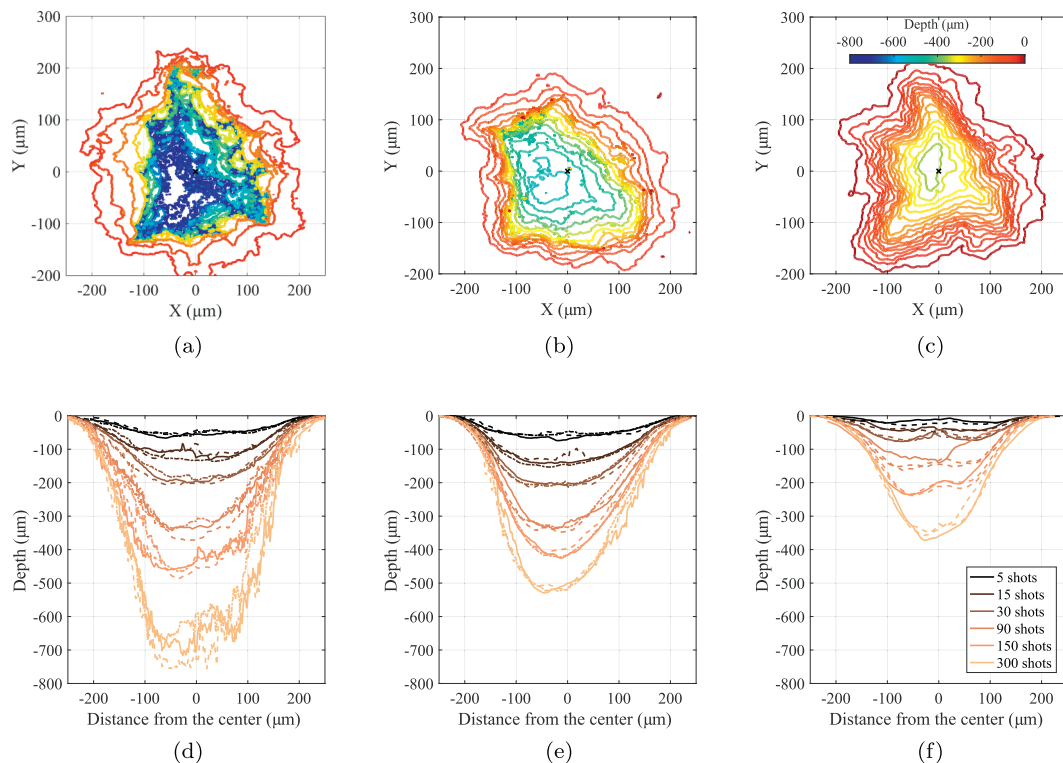 300
200
100
0
-100
-200
Y (μm)
-200 -100 0 100 200
X (μm)
(a)
300
200
100
0
-100
-200
Y (μm)
-200 -100 0 100 200
X (μm)
(b)
300
200
100
0
-100
-200
Y (μm)
Depth (μm)
-800 -600 -400 -200 0
-200 -100 0 100 200
X (μm)
(c)
0
-100
-200
-300
-400
-500
-600
-700
-800
Depth (μm)
-200 -100 0 100 200
Distance from the center (μm)
(d)
0
-100
-200
-300
-400
-500
-600
-700
-800
Depth (μm)
-200 -100 0 100 200
Distance from the center (μm)
(e)
0
-100
-200
-300
-400
-500
-600
-700
-800
Depth (μm)
5 shots
15 shots
30 shots
90 shots
150 shots
300 shots
-200 -100 0 100 200
Distance from the center (μm)
(f)